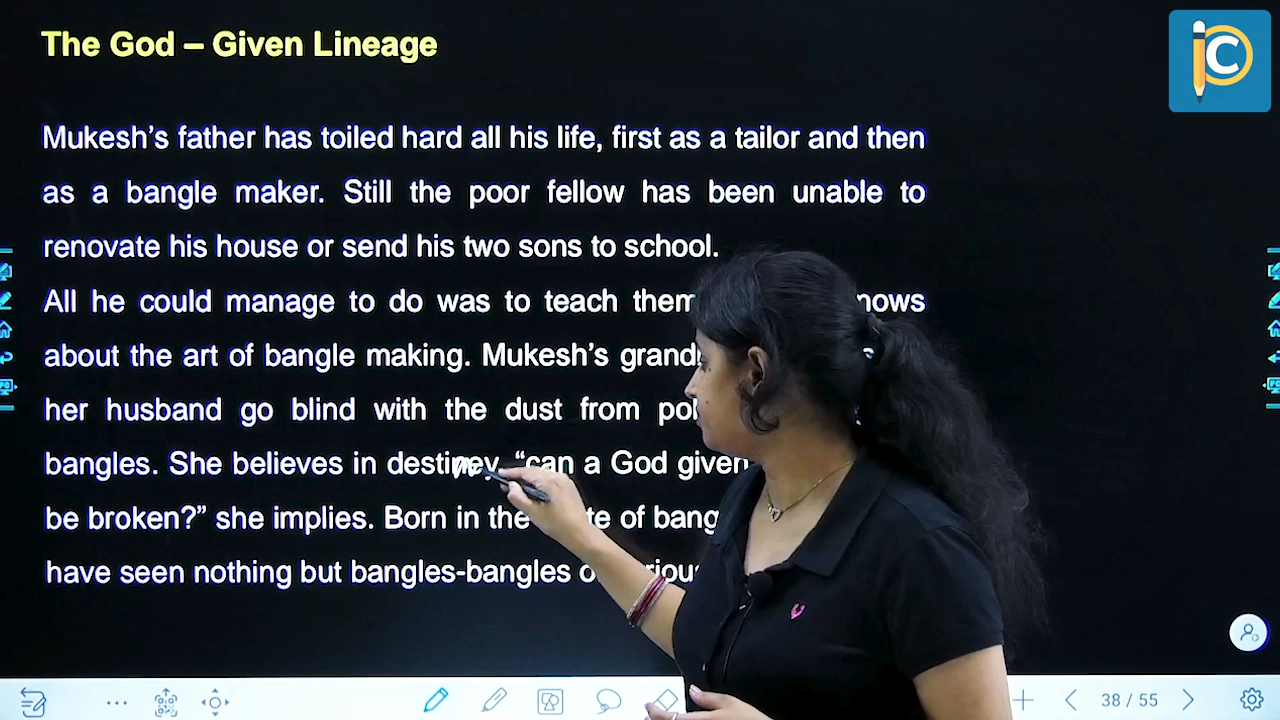 The God – Given Lineage
Mukesh's father has toiled hard all his life, first as a tailor and then
as a bangle maker. Still the poor fellow has been unable to
renovate his house or send his two sons to school.
All he could manage to do was to teach them
about the art of bangle making. Mukesh's
her husband go blind with the dust from
bangles. She believes in "can a God given
be broken?" she implies. Born in the of
have seen nothing but bangles-bangles
38 / 55